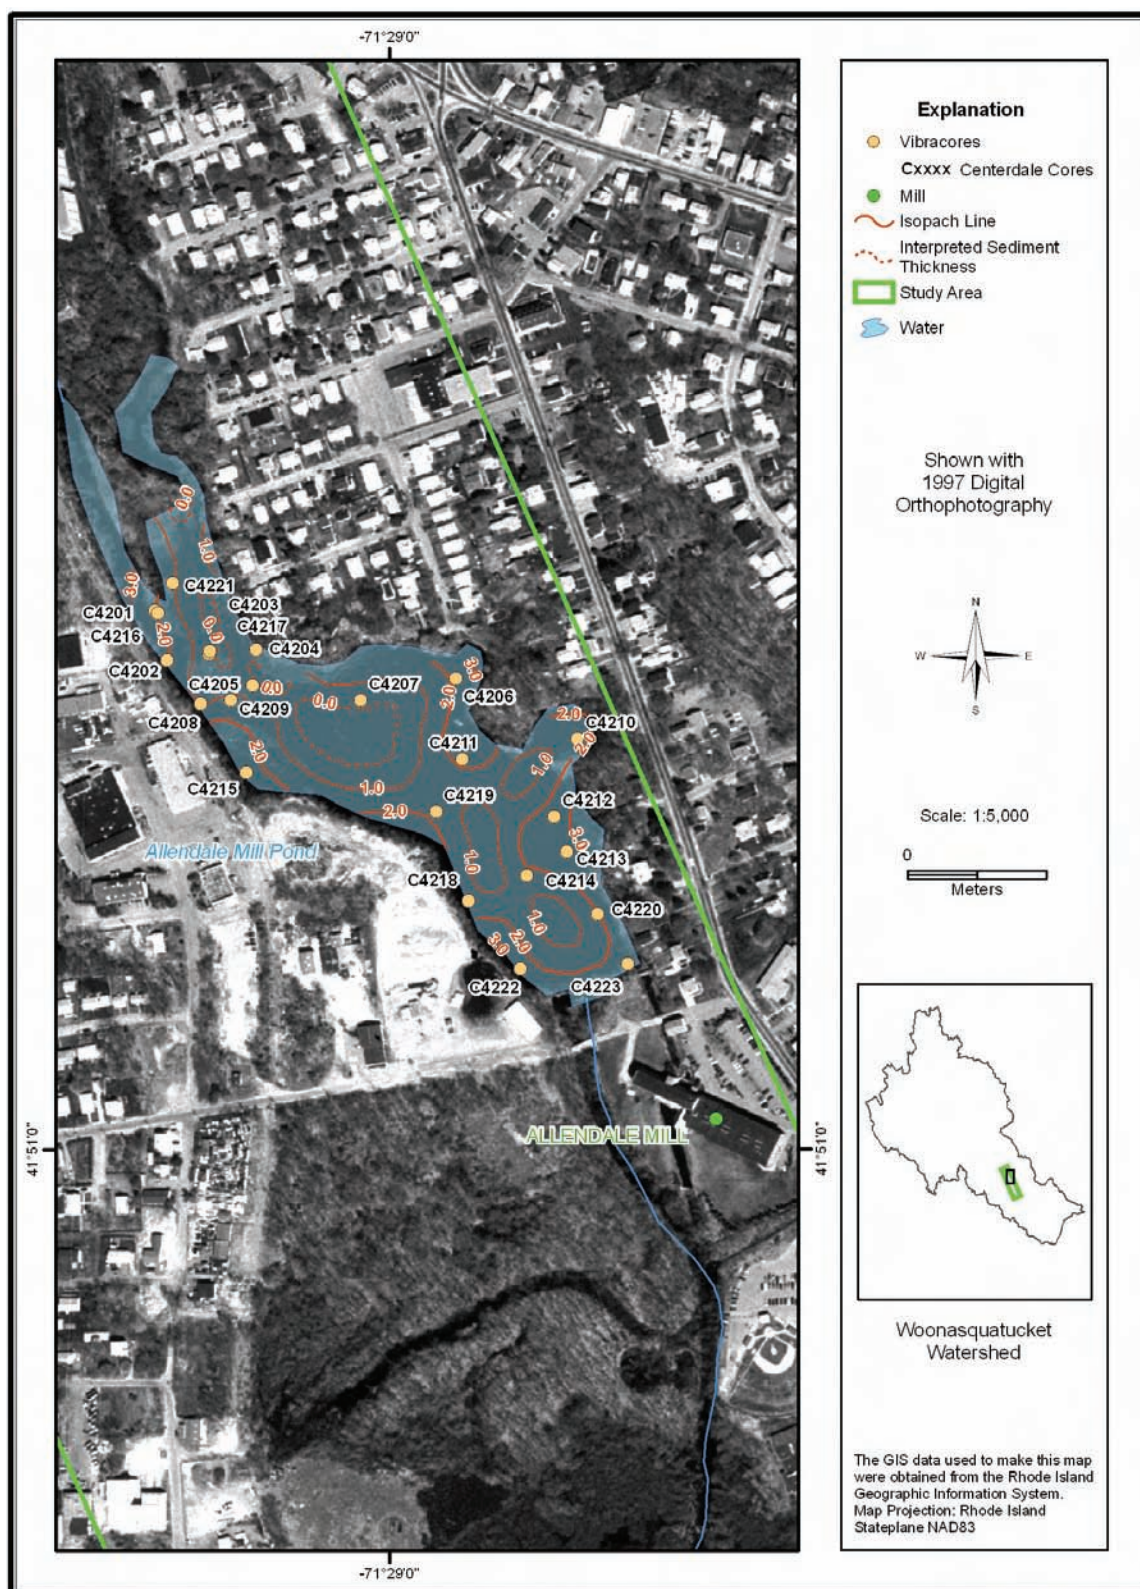 -71°29'0"
Explanation
Vibracores
Cxxxx Centerdale Cores
Mill
Isopach Line
Interpreted Sediment
Thickness
Study Area
Water
Shown with
1997 Digital
Orthophotography
N
W E
S
Scale: 1:5,000
0
Meters
Woonasquatucket
Watershed
The GIS data used to make this map
were obtained from the Rhode Island
Geographic Information System.
Map Projection: Rhode Island
Stateplane NAD83
0.0
1.0
3.0
C4221
C4201
C4203
C4216
2.0
0.0
C4217
C4204
C4202
C4205
0.0
0.0
C4207
2.0
3.0
C4206
C4208
C4209
2.0
C4210
2.0
C4211
1.0
2.0
C4215
1.0
C4219
2.0
C4212
3.0
Allendale Mill Pond
C4213
1.0
C4214
C4218
1.0
C4220
3.0
2.0
C4222
C4223
ALLENDALE MILL
41°51'0"
41°51'0"
-71°29'0"